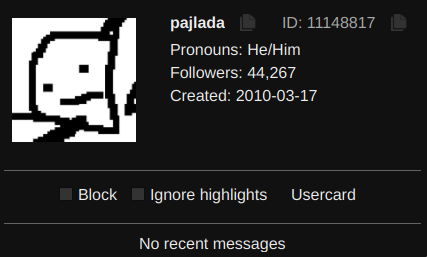 pajlada ID: 11148817
Pronouns: He/Him
Followers: 44,267
Created: 2010-03-17
Block Ignore highlights Usercard
No recent messages